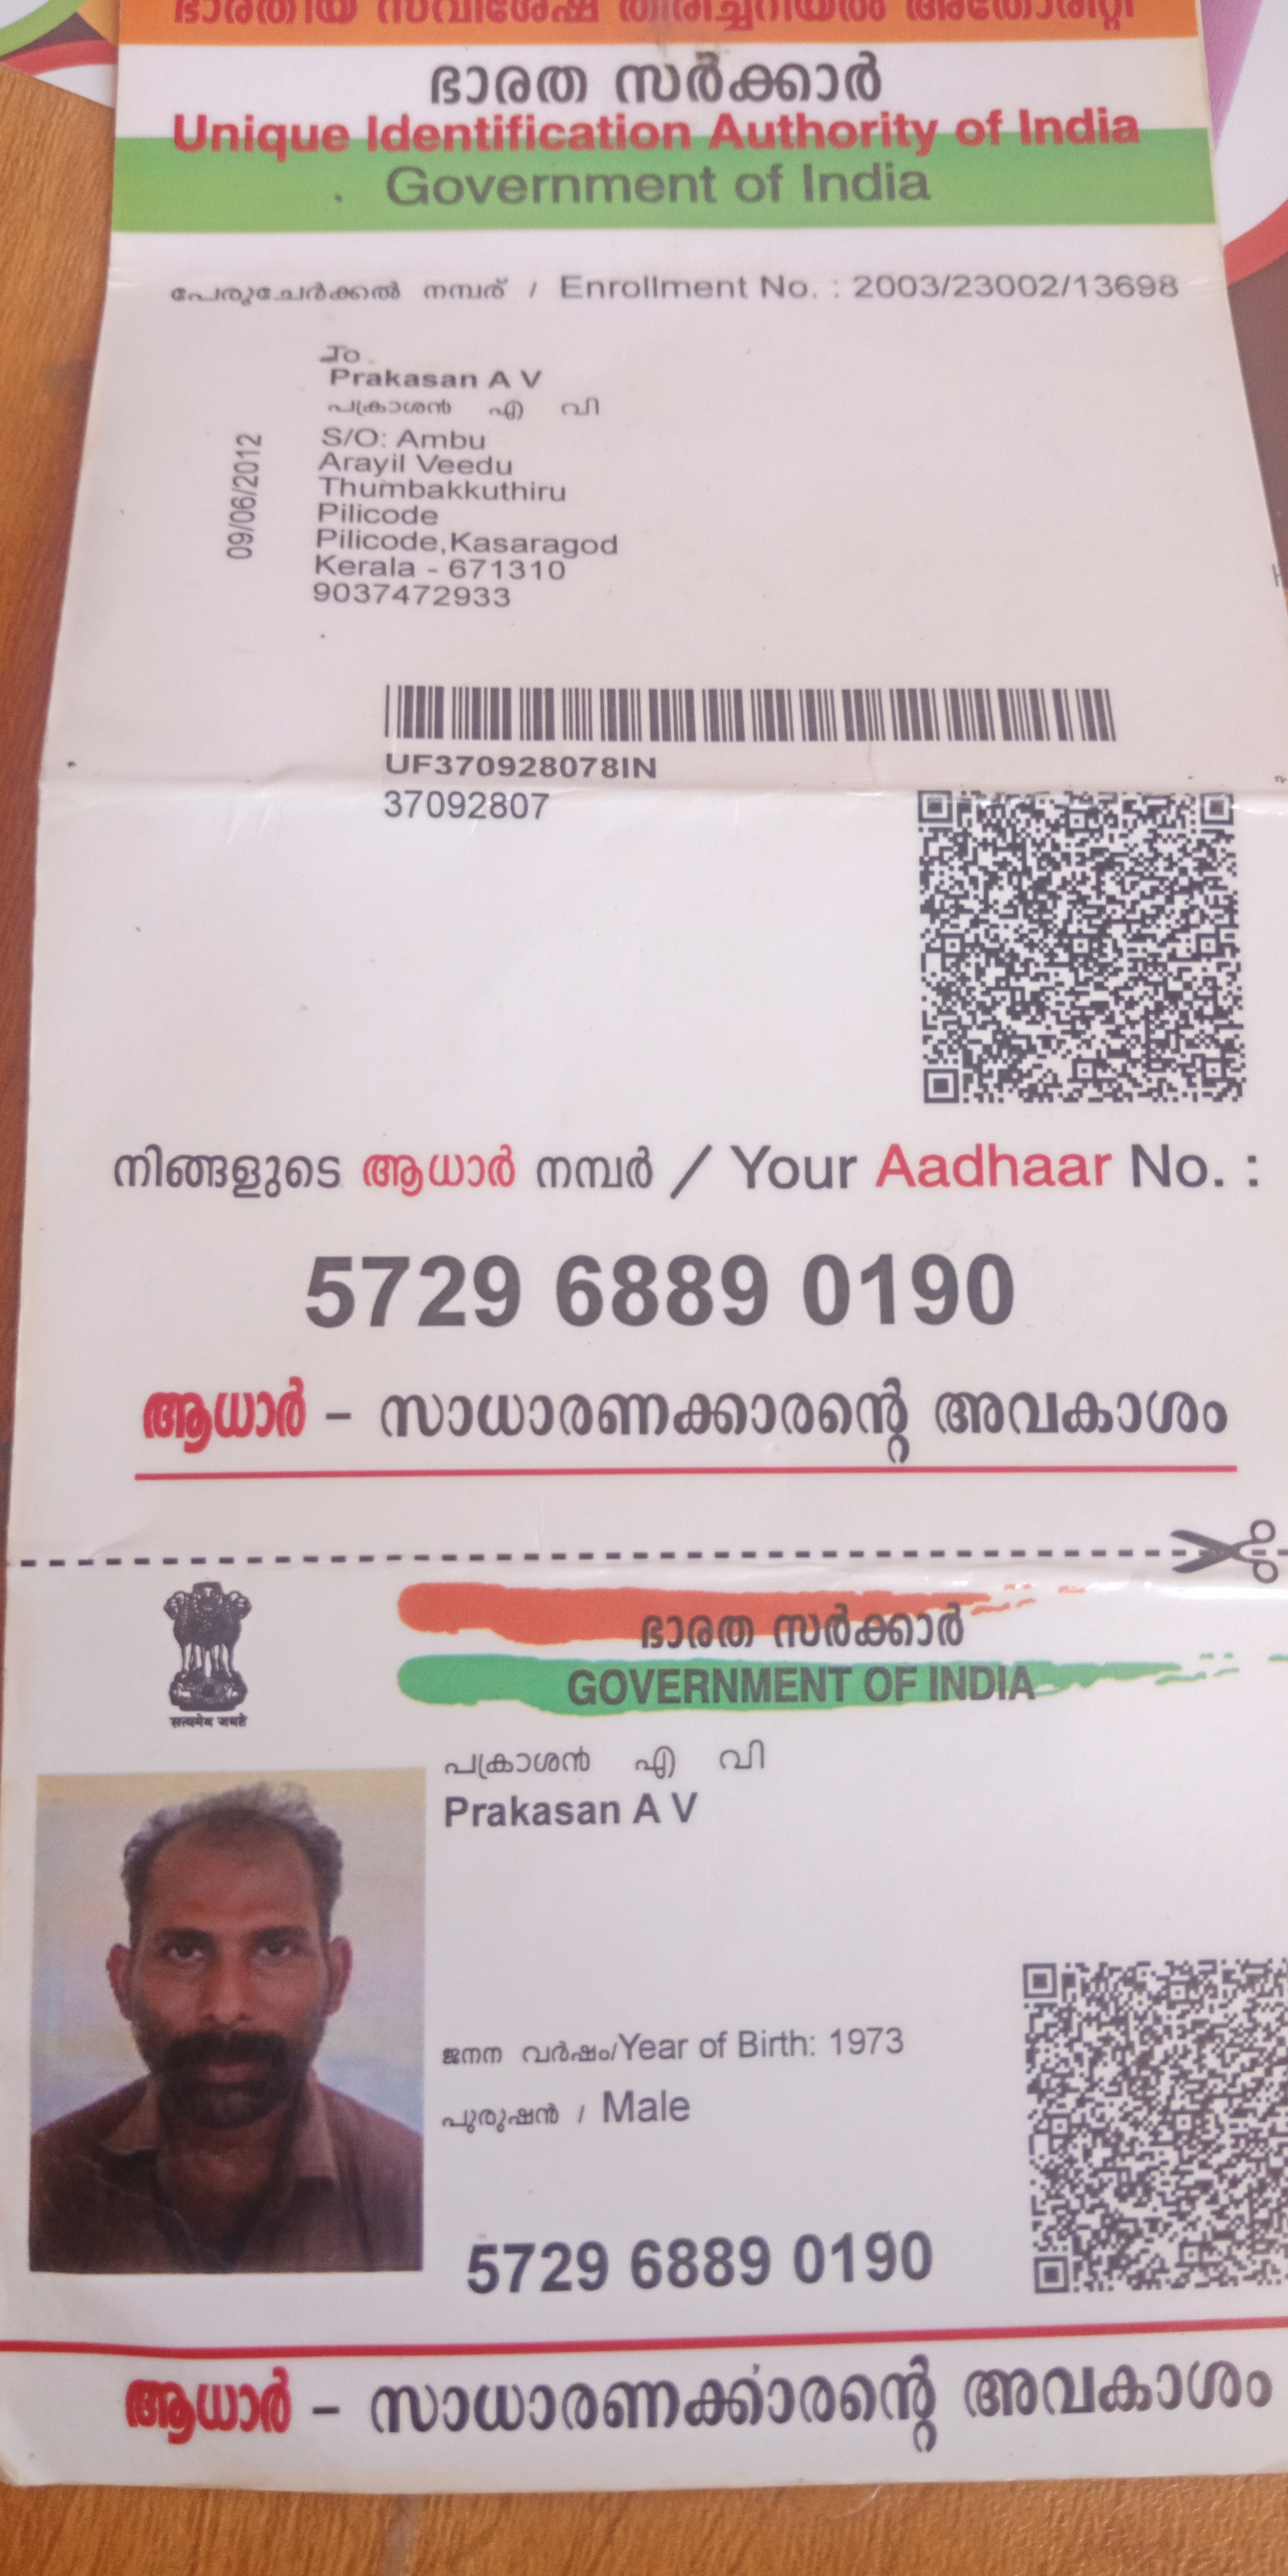 ഭാരതീയ സവിശേഷ തിരിച്ചറിയൽ അതോരിറ്റി
ഭാരത സർക്കാർ
Unique Identification Authority of India
Government of India
പേരുചേർക്കൽ നമ്പര് / Enrollment No. : 2003/23002/13698
To
Prakasan A V
പ്രകാശൻ എ വി
S/O: Ambu
Arayil Veedu
Thumbakkuthiru
Pilicode
Pilicode,Kasaragod
Kerala - 671310
9037472933
09/06/2012
UF370928078IN
37092807
നിങ്ങളുടെ ആധാർ നമ്പർ / Your Aadhaar No. :
5729 6889 0190
ആധാർ – സാധാരണക്കാരന്റെ അവകാശം
सत्यमेव जयते
ഭാരത സർക്കാർ
GOVERNMENT OF INDIA
പ്രകാശൻ എ വി
Prakasan A V
ജനന വർഷം/Year of Birth: 1973
പുരുഷൻ / Male
5729 6889 0190
ആധാർ – സാധാരണക്കാരന്റെ അവകാശം